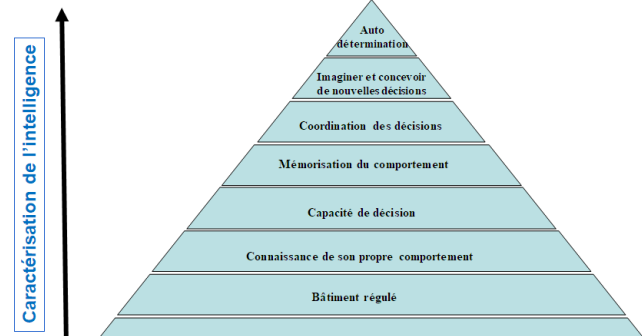 Caractérisation de l'intelligence
Auto
détermination
Imaginer et concevoir
de nouvelles décisions
Coordination des décisions
Mémorisation du comportement
Capacité de décision
Connaissance de son propre comportement
Bâtiment régulé